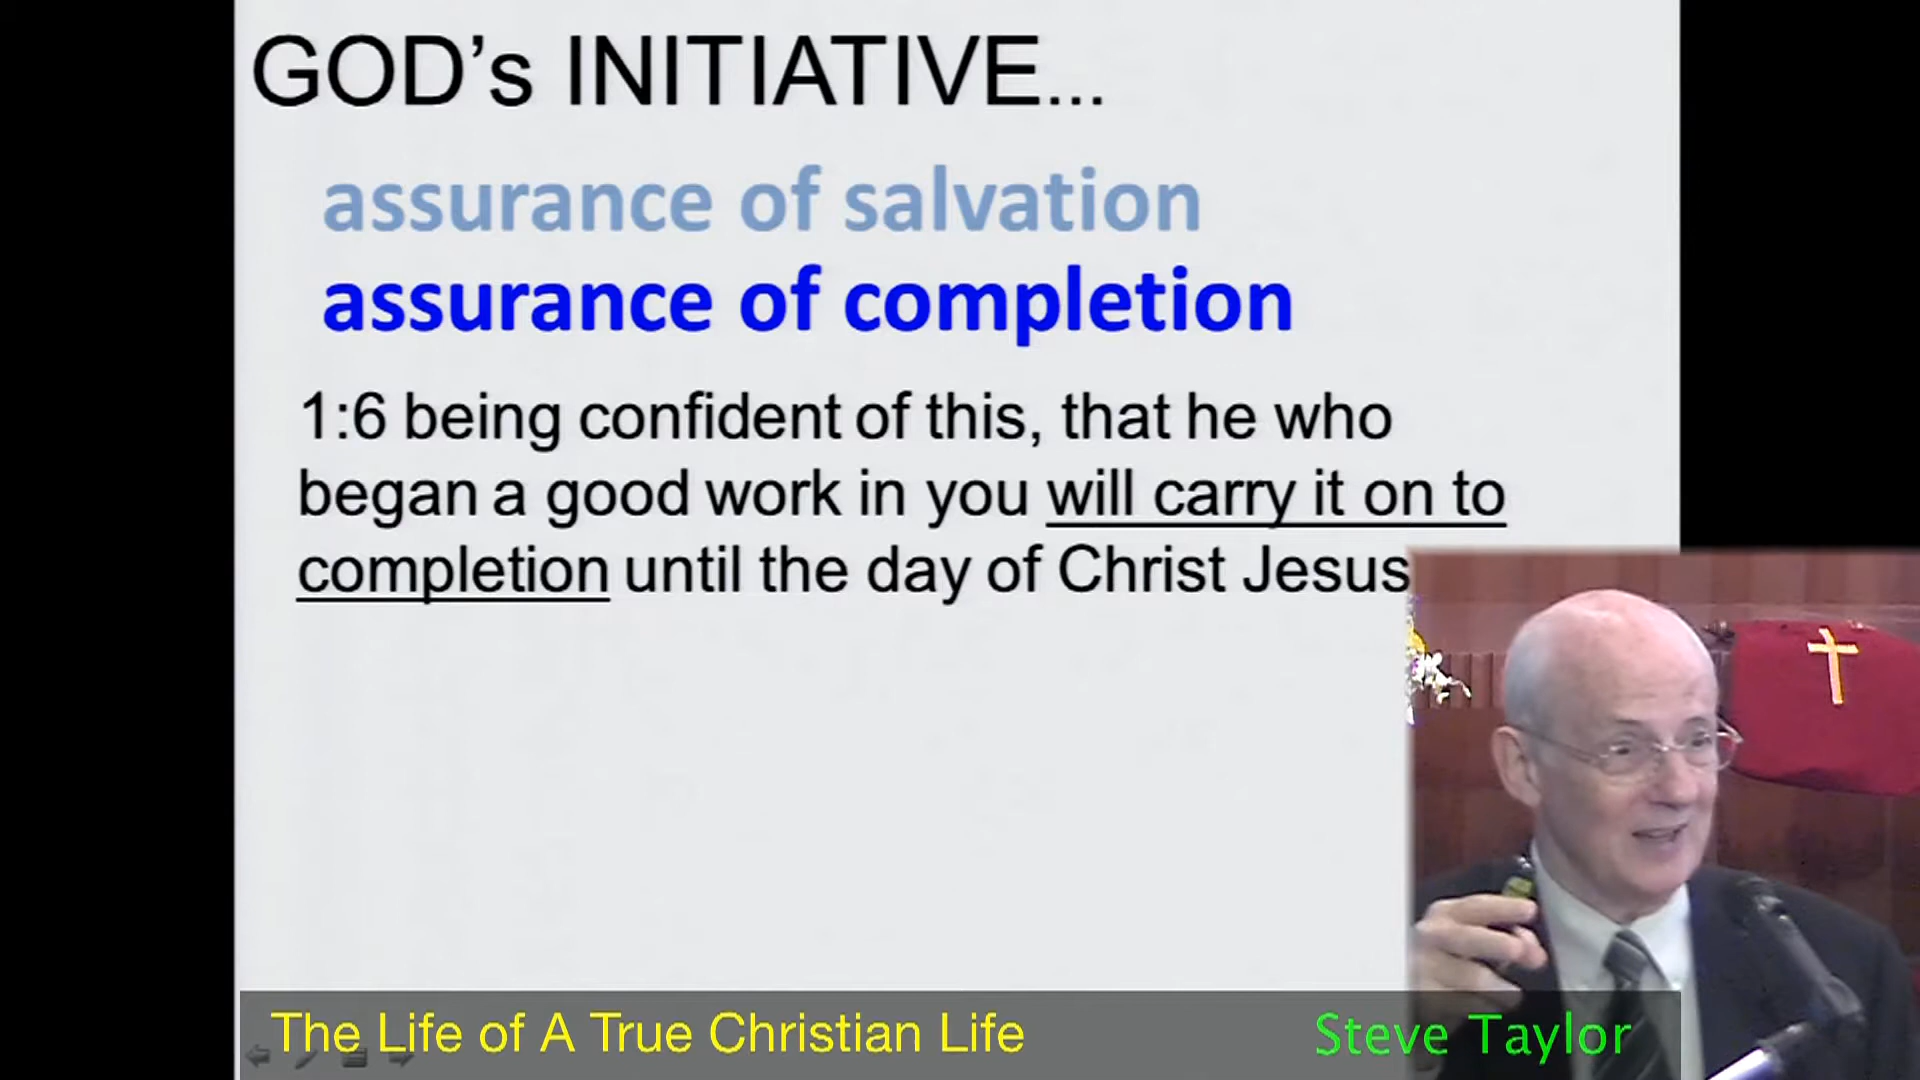 GOD’s INITIATIVE...
assurance of salvation
assurance of completion
1:6 being confident of this, that he who
began a good work in you will carry it on to
completion until the day of Christ Jesus
The Life of A True Christian Life
Steve Taylor